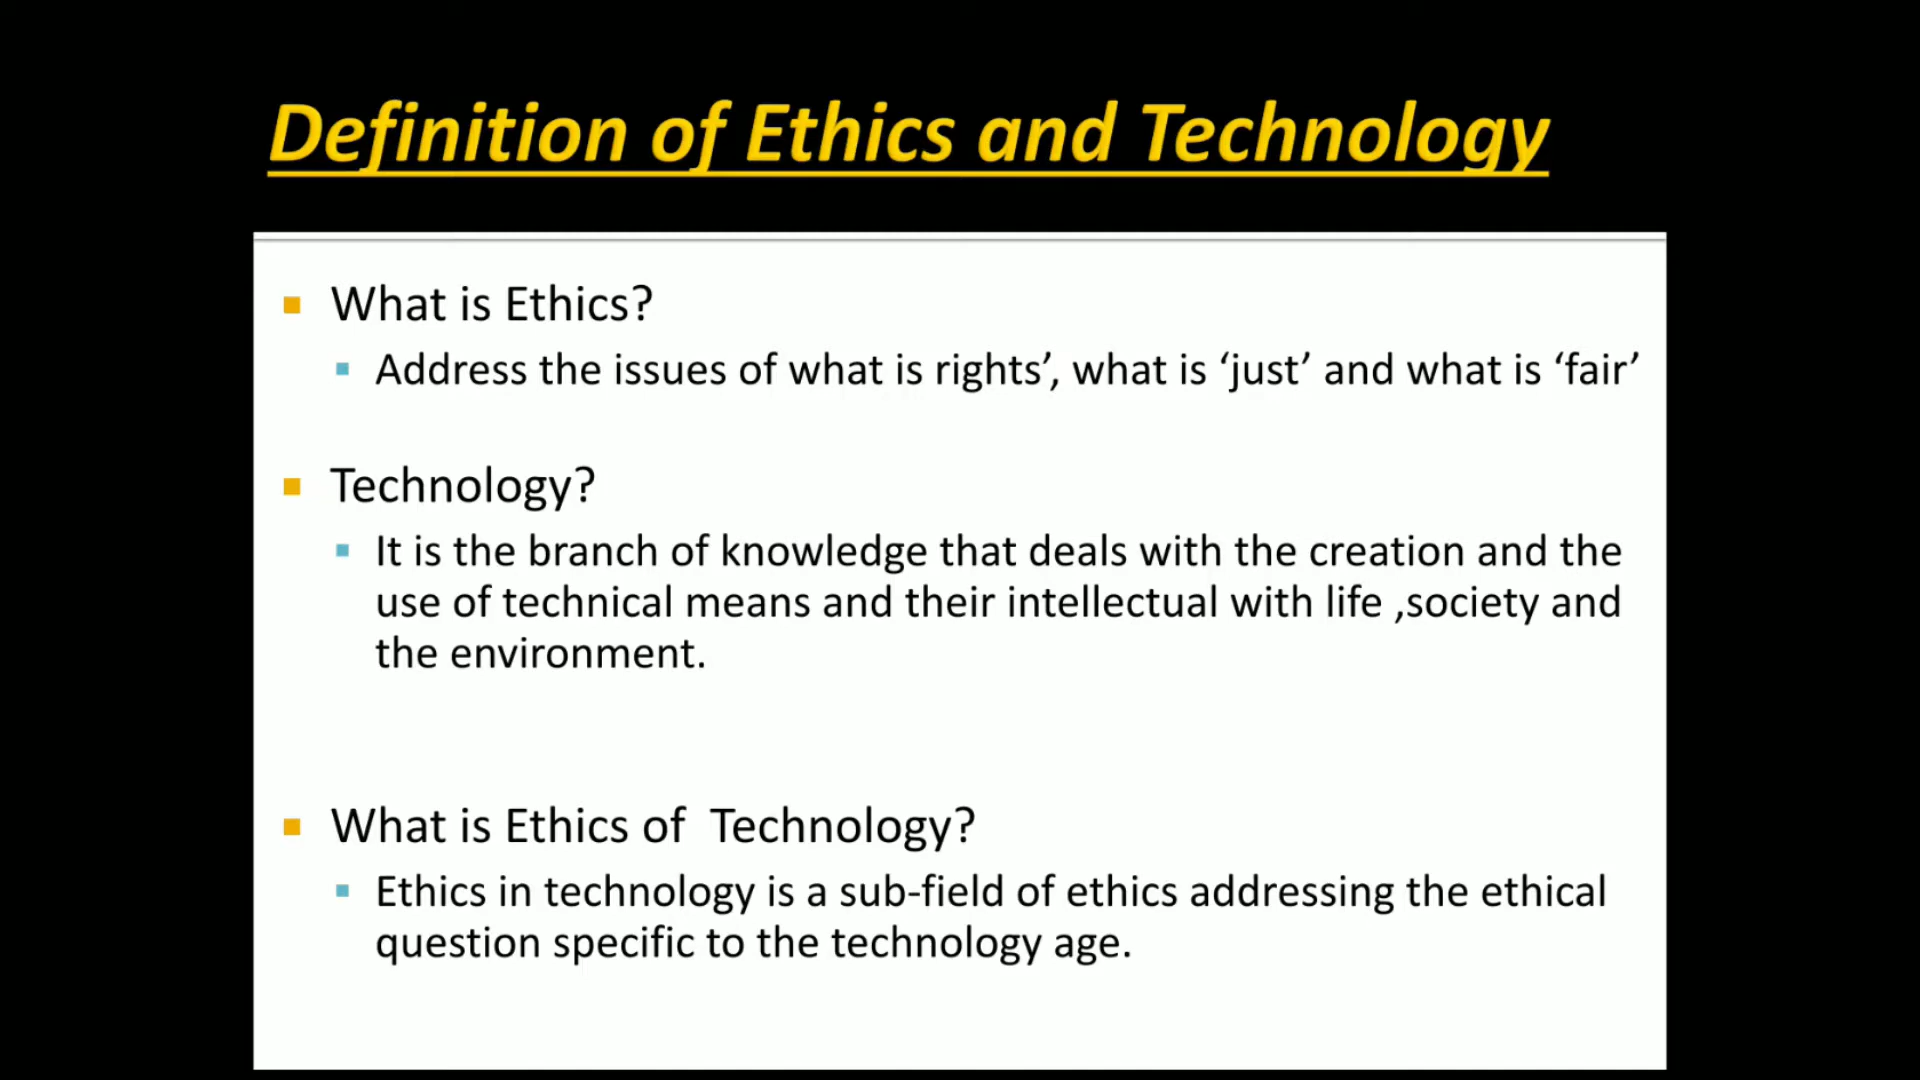 Definition of Ethics and Technology
What is Ethics?
Address the issues of what is rights’, what is ‘just’ and what is ‘fair’
Technology?
It is the branch of knowledge that deals with the creation and the
use of technical means and their intellectual with life ,society and
the environment.
What is Ethics of  Technology?
Ethics in technology is a sub-field of ethics addressing the ethical
question specific to the technology age.